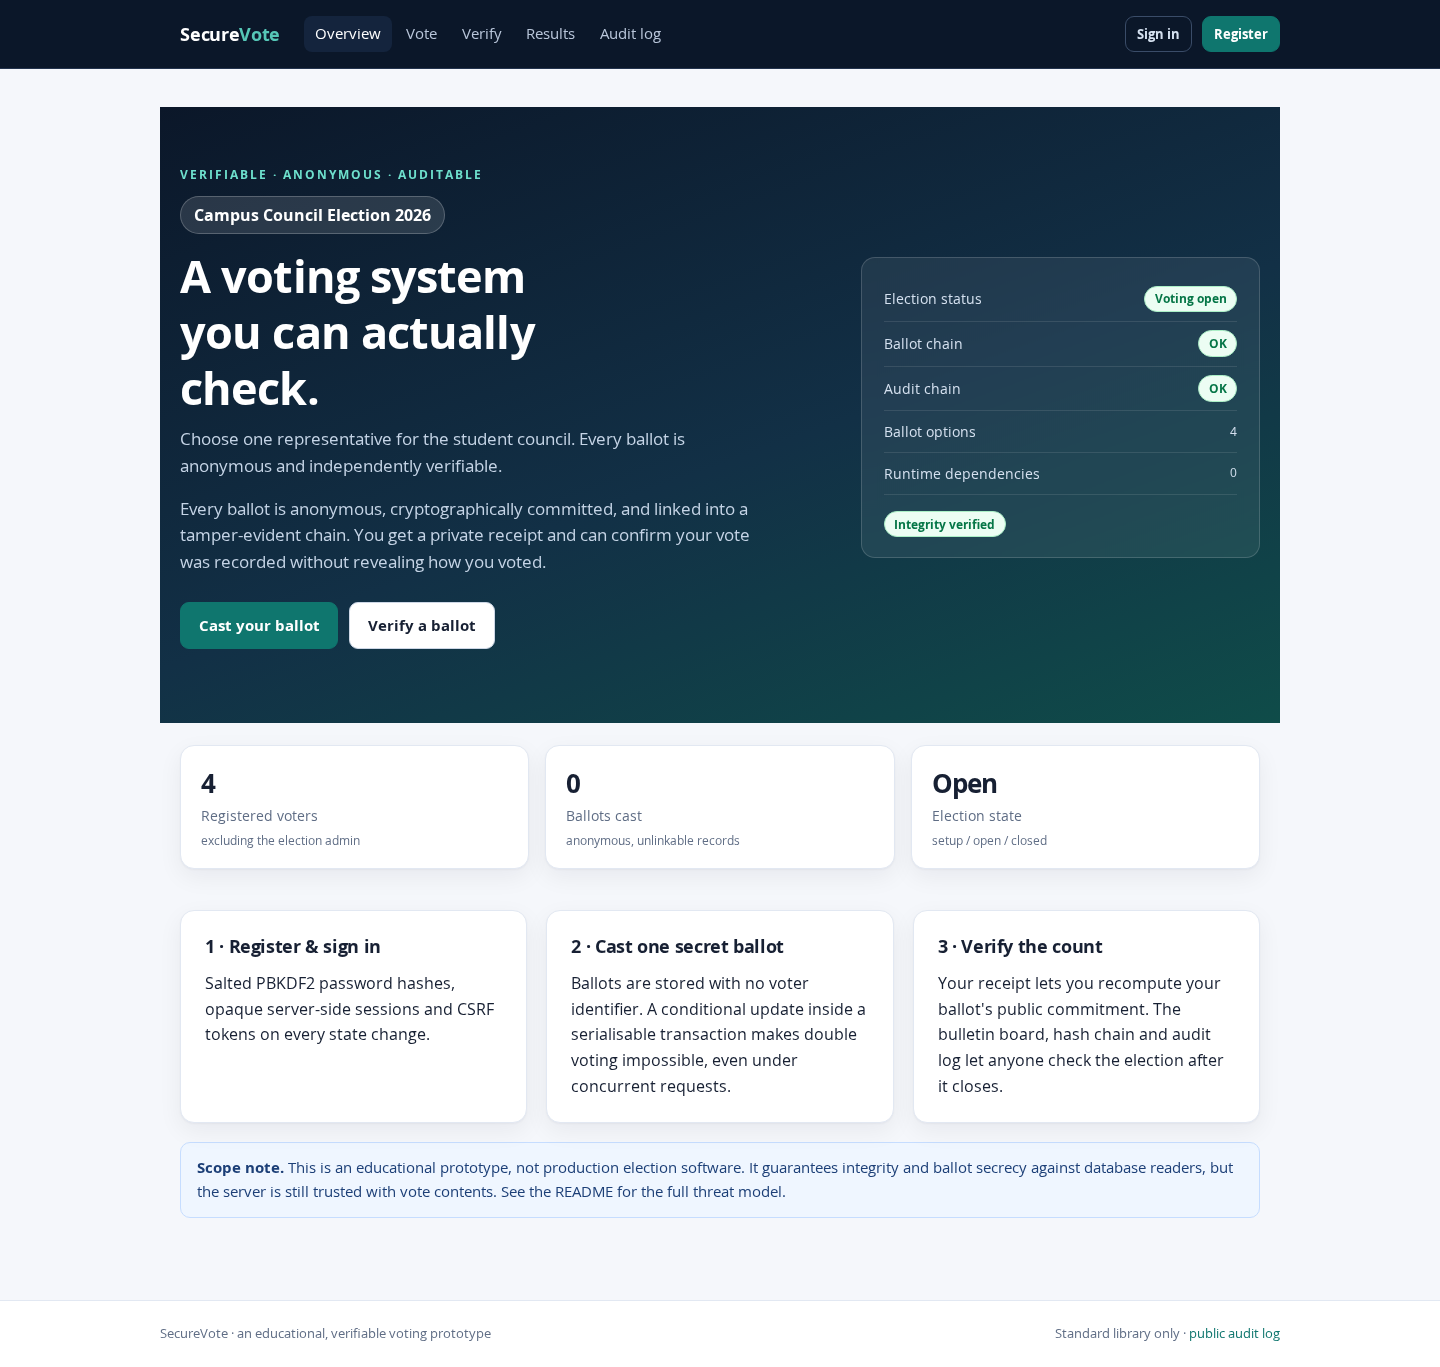 SecureVote
Overview
Vote
Verify
Results
Audit log
Sign in
Register
VERIFIABLE · ANONYMOUS · AUDITABLE
Campus Council Election 2026
A voting system
you can actually
check.
Choose one representative for the student council. Every ballot is
anonymous and independently verifiable.
Every ballot is anonymous, cryptographically committed, and linked into a
tamper-evident chain. You get a private receipt and can confirm your vote
was recorded without revealing how you voted.
Cast your ballot
Verify a ballot
Election status
Voting open
Ballot chain
OK
Audit chain
OK
Ballot options
4
Runtime dependencies
0
Integrity verified
4
Registered voters
excluding the election admin
0
Ballots cast
anonymous, unlinkable records
Open
Election state
setup / open / closed
1 · Register & sign in
Salted PBKDF2 password hashes,
opaque server-side sessions and CSRF
tokens on every state change.
2 · Cast one secret ballot
Ballots are stored with no voter
identifier. A conditional update inside a
serialisable transaction makes double
voting impossible, even under
concurrent requests.
3 · Verify the count
Your receipt lets you recompute your
ballot's public commitment. The
bulletin board, hash chain and audit
log let anyone check the election after
it closes.
Scope note. This is an educational prototype, not production election software. It guarantees integrity and ballot secrecy against database readers, but
the server is still trusted with vote contents. See the README for the full threat model.
SecureVote · an educational, verifiable voting prototype
Standard library only · public audit log